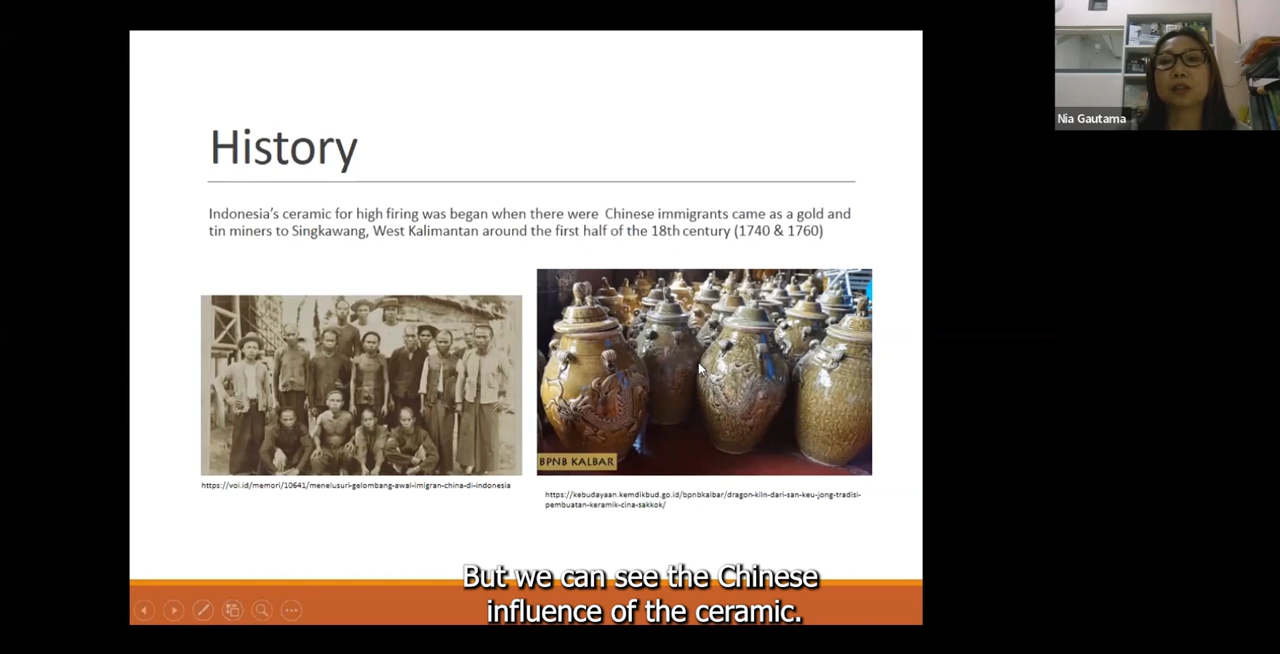 Nia Gautama
History
Indonesia's ceramic for high firing was began when there were Chinese immigrants came as a gold and
tin miners to Singkawang, West Kalimantan around the first half of the 18th century (1740 & 1760)
BPNB KALBAR
https://voi.id/memori/10641/menelusuri-gelombang-awal-imigran-china-di-indonesia
https://kebudayaan.kemdikbud.go.id/bpnbkalbar/dragon-kiln-dari-san-keu-jong-tradisi-
pembuatan-keramik-cina-sakkok/
But we can see the Chinese
influence of the ceramic.